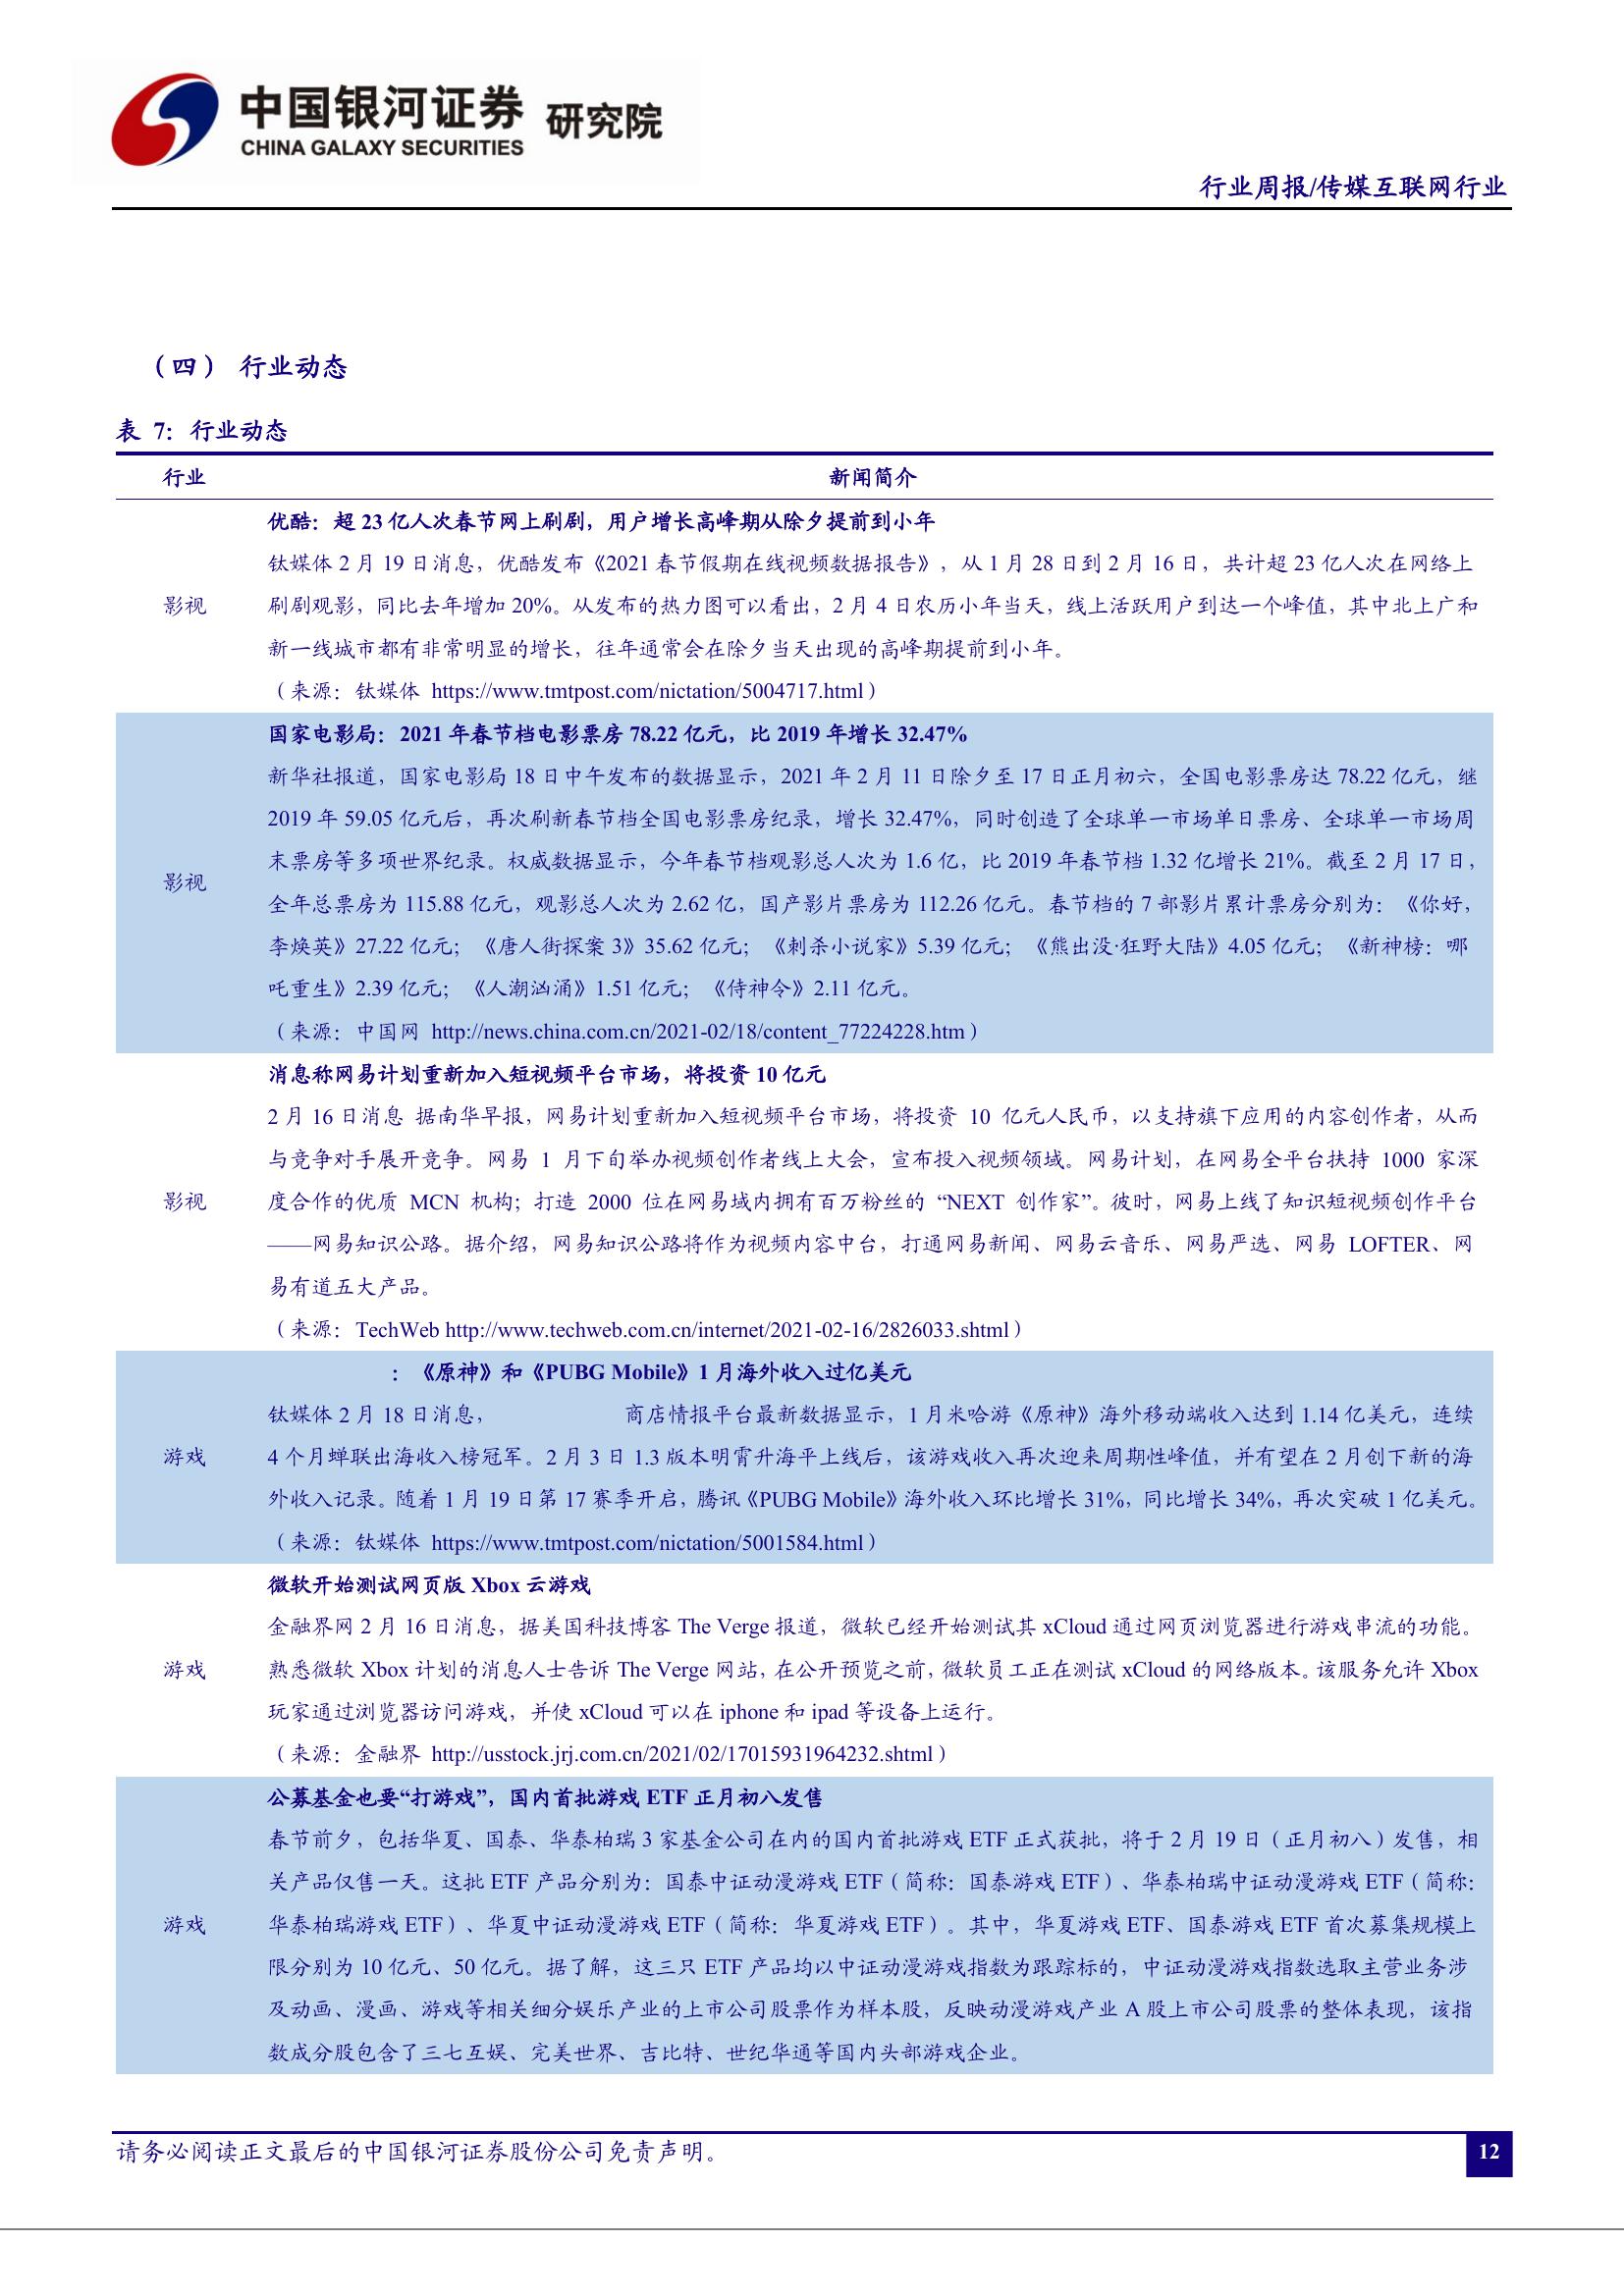 中国银河证券 研究院
CHINA GALAXY SECURITIES
行业周报/传媒互联网行业
（四） 行业动态
表 7：行业动态
行业 新闻简介
优酷：超 23 亿人次春节网上刷剧，用户增长高峰期从除夕提前到小年
钛媒体 2 月 19 日消息，优酷发布《2021 春节假期在线视频数据报告》，从 1 月 28 日到 2 月 16 日，共计超 23 亿人次在网络上
影视 刷剧观影，同比去年增加 20%。从发布的热力图可以看出，2 月 4 日农历小年当天，线上活跃用户到达一个峰值，其中北上广和
新一线城市都有非常明显的增长，往年通常会在除夕当天出现的高峰期提前到小年。
（来源：钛媒体 https://www.tmtpost.com/nictation/5004717.html）
国家电影局：2021 年春节档电影票房 78.22 亿元，比 2019 年增长 32.47%
新华社报道，国家电影局 18 日中午发布的数据显示，2021 年 2 月 11 日除夕至 17 日正月初六，全国电影票房达 78.22 亿元，继
2019 年 59.05 亿元后，再次刷新春节档全国电影票房纪录，增长 32.47%，同时创造了全球单一市场单日票房、全球单一市场周
末票房等多项世界纪录。权威数据显示，今年春节档观影总人次为 1.6 亿，比 2019 年春节档 1.32 亿增长 21%。截至 2 月 17 日，
影视
全年总票房为 115.88 亿元，观影总人次为 2.62 亿，国产影片票房为 112.26 亿元。春节档的 7 部影片累计票房分别为：《你好，
李焕英》27.22 亿元；《唐人街探案 3》35.62 亿元；《刺杀小说家》5.39 亿元；《熊出没·狂野大陆》4.05 亿元；《新神榜：哪
吒重生》2.39 亿元；《人潮汹涌》1.51 亿元；《侍神令》2.11 亿元。
（来源：中国网 http://news.china.com.cn/2021-02/18/content_77224228.htm）
消息称网易计划重新加入短视频平台市场，将投资 10 亿元
2 月 16 日消息 据南华早报，网易计划重新加入短视频平台市场，将投资 10 亿元人民币，以支持旗下应用的内容创作者，从而
与竞争对手展开竞争。网易 1 月下旬举办视频创作者线上大会，宣布投入视频领域。网易计划，在网易全平台扶持 1000 家深
影视 度合作的优质 MCN 机构；打造 2000 位在网易域内拥有百万粉丝的 “NEXT 创作家”。彼时，网易上线了知识短视频创作平台
——网易知识公路。据介绍，网易知识公路将作为视频内容中台，打通网易新闻、网易云音乐、网易严选、网易 LOFTER、网
易有道五大产品。
（来源：TechWeb http://www.techweb.com.cn/internet/2021-02-16/2826033.shtml）
：《原神》和《PUBG Mobile》1 月海外收入过亿美元
钛媒体 2 月 18 日消息， 商店情报平台最新数据显示，1 月米哈游《原神》海外移动端收入达到 1.14 亿美元，连续
游戏 4 个月蝉联出海收入榜冠军。2 月 3 日 1.3 版本明霄升海平上线后，该游戏收入再次迎来周期性峰值，并有望在 2 月创下新的海
外收入记录。随着 1 月 19 日第 17 赛季开启，腾讯《PUBG Mobile》海外收入环比增长 31%，同比增长 34%，再次突破 1 亿美元。
（来源：钛媒体 https://www.tmtpost.com/nictation/5001584.html）
微软开始测试网页版 Xbox 云游戏
金融界网 2 月 16 日消息，据美国科技博客 The Verge 报道，微软已经开始测试其 xCloud 通过网页浏览器进行游戏串流的功能。
游戏 熟悉微软 Xbox 计划的消息人士告诉 The Verge 网站，在公开预览之前，微软员工正在测试 xCloud 的网络版本。该服务允许 Xbox
玩家通过浏览器访问游戏，并使 xCloud 可以在 iphone 和 ipad 等设备上运行。
（来源：金融界 http://usstock.jrj.com.cn/2021/02/17015931964232.shtml）
公募基金也要“打游戏”，国内首批游戏 ETF 正月初八发售
春节前夕，包括华夏、国泰、华泰柏瑞 3 家基金公司在内的国内首批游戏 ETF 正式获批，将于 2 月 19 日（正月初八）发售，相
关产品仅售一天。这批 ETF 产品分别为：国泰中证动漫游戏 ETF（简称：国泰游戏 ETF）、华泰柏瑞中证动漫游戏 ETF（简称：
游戏 华泰柏瑞游戏 ETF）、华夏中证动漫游戏 ETF（简称：华夏游戏 ETF）。其中，华夏游戏 ETF、国泰游戏 ETF 首次募集规模上
限分别为 10 亿元、50 亿元。据了解，这三只 ETF 产品均以中证动漫游戏指数为跟踪标的，中证动漫游戏指数选取主营业务涉
及动画、漫画、游戏等相关细分娱乐产业的上市公司股票作为样本股，反映动漫游戏产业 A 股上市公司股票的整体表现，该指
数成分股包含了三七互娱、完美世界、吉比特、世纪华通等国内头部游戏企业。
请务必阅读正文最后的中国银河证券股份公司免责声明。
12